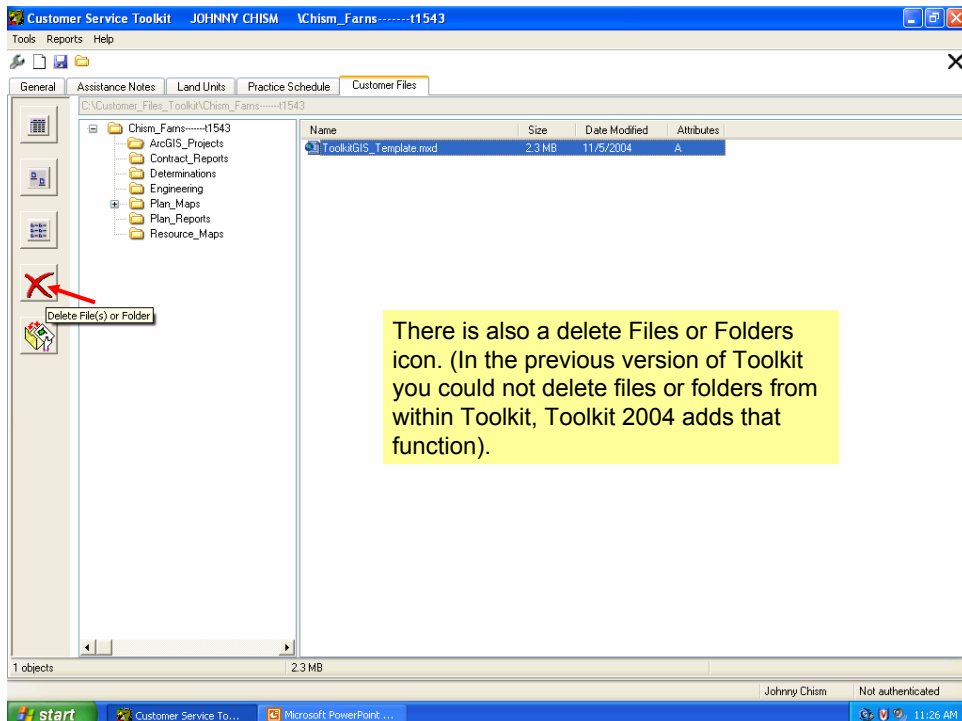 Customer Service Toolkit JOHNNY CHISM \Chism_Farns-------t1543
Tools Reports Help
General Assistance Notes Land Units Practice Schedule Customer Files
C:\Customer_Files_Toolkit\Chism_Farns-------t1543
Chism_Farns-------t1543
ArcGIS_Projects
Contract_Reports
Determinations
Engineering
Plan_Maps
Plan_Reports
Resource_Maps
Name Size Date Modified Attributes
ToolkitGIS_Template.mxd 2.3 MB 11/5/2004 A
Delete File(s) or Folder
There is also a delete Files or Folders
icon. (In the previous version of Toolkit
you could not delete files or folders from
within Toolkit, Toolkit 2004 adds that
function).
1 objects 2.3 MB
Johnny Chism Not authenticated
start Customer Service To... Microsoft PowerPoint ... 11:26 AM